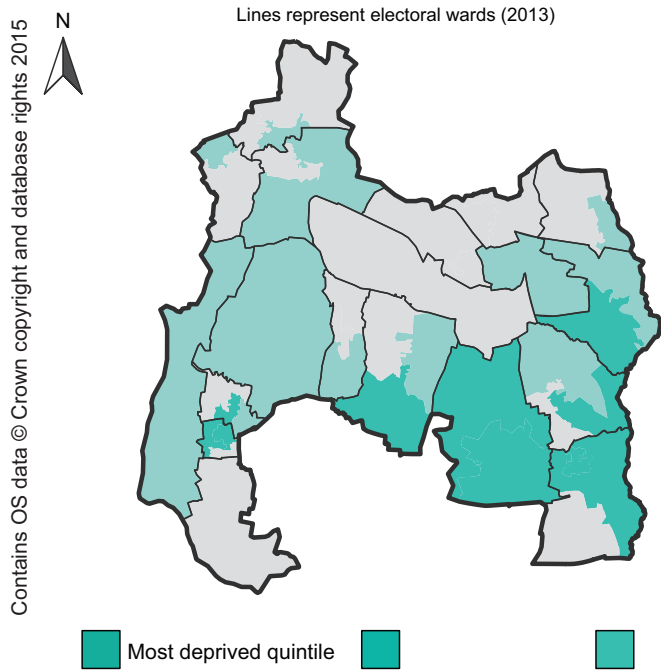 Lines represent electoral wards (2013)
N
Contains OS data © Crown copyright and database rights 2015
Most deprived quintile